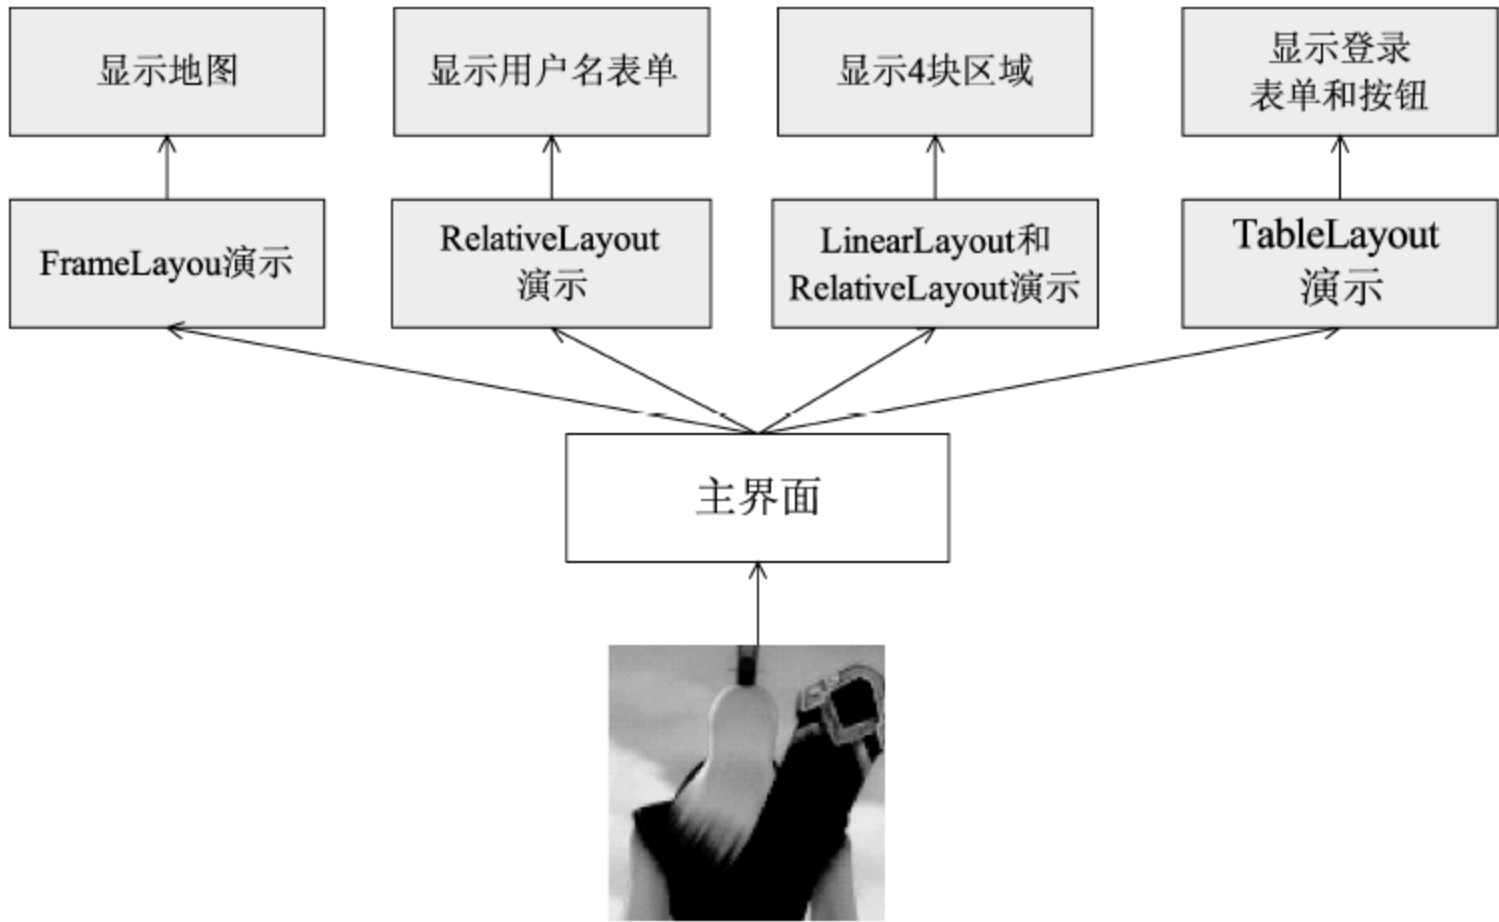 显示地图
显示用户名表单
显示4块区域
显示登录
表单和按钮
FrameLayou演示
RelativeLayout
演示
LinearLayout和
RelativeLayout演示
TableLayout
演示
主界面